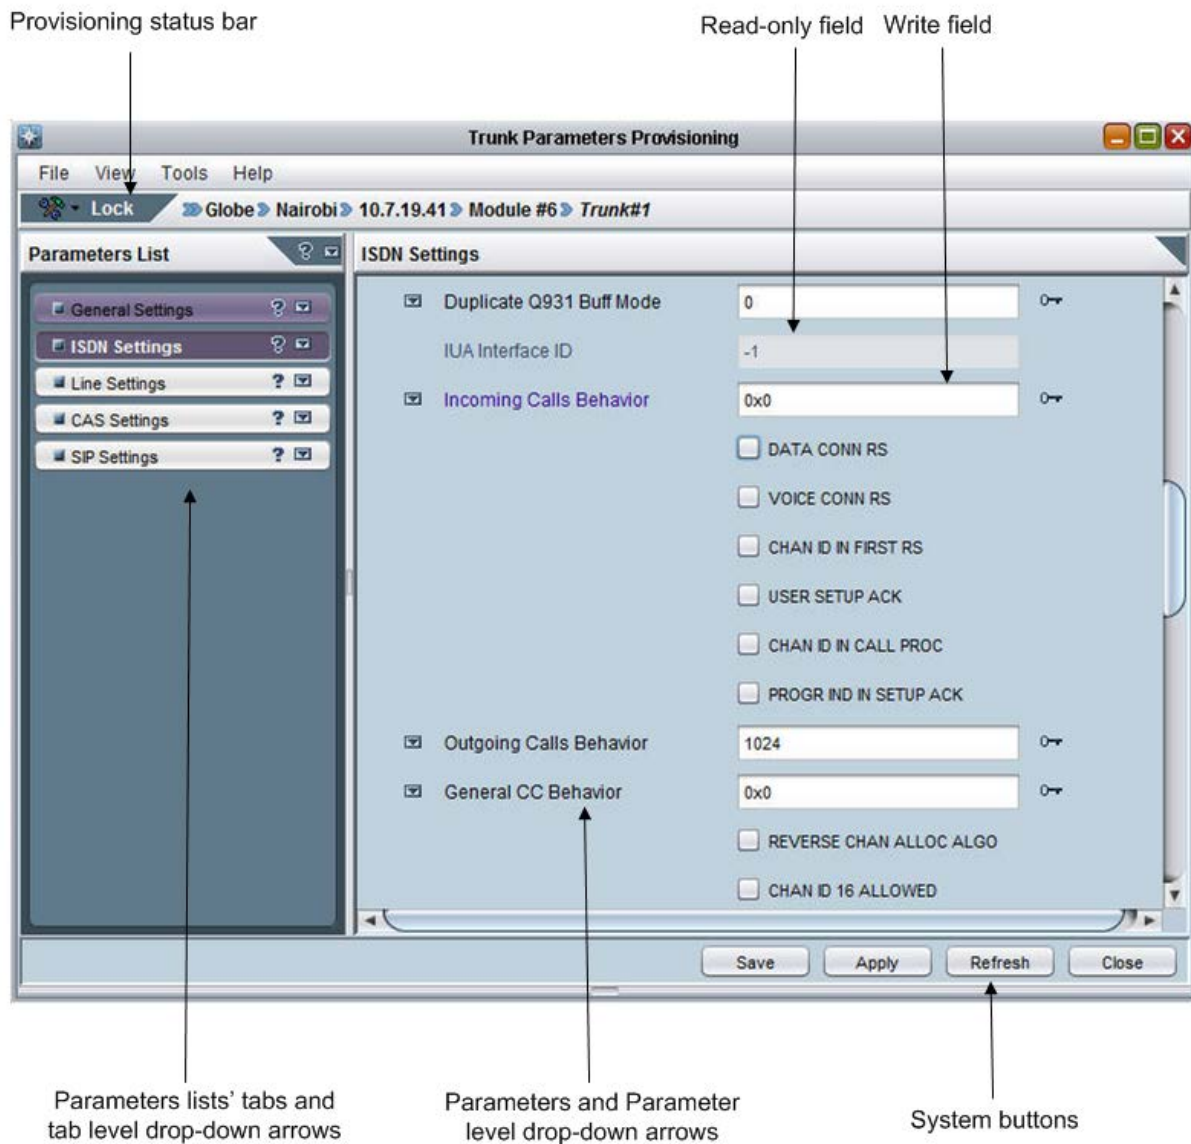 Provisioning status bar
Read-only field
Write field
Trunk Parameters Provisioning
File View Tools Help
Lock Globe Nairobi 10.7.19.41 Module #6 Trunk#1
Parameters List
General Settings ?
ISDN Settings ?
Line Settings ?
CAS Settings ?
SIP Settings ?
ISDN Settings
Duplicate Q931 Buff Mode 0
IUA Interface ID -1
Incoming Calls Behavior 0x0
DATA CONN RS
VOICE CONN RS
CHAN ID IN FIRST RS
USER SETUP ACK
CHAN ID IN CALL PROC
PROGR IND IN SETUP ACK
Outgoing Calls Behavior 1024
General CC Behavior 0x0
REVERSE CHAN ALLOC ALGO
CHAN ID 16 ALLOWED
Save Apply Refresh Close
Parameters lists’ tabs and
tab level drop-down arrows
Parameters and Parameter
level drop-down arrows
System buttons